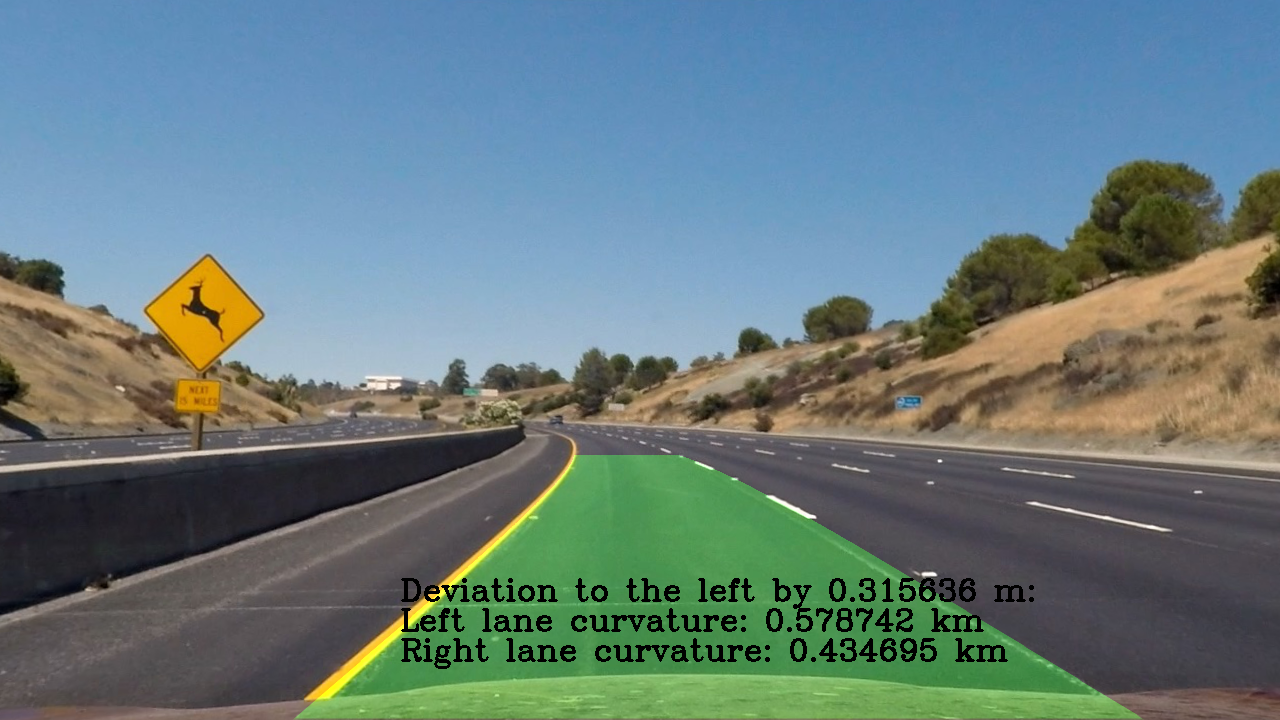 NEXT
15 MILES
Deviation to the left by 0.315636 m:
Left lane curvature: 0.578742 km
Right lane curvature: 0.434695 km